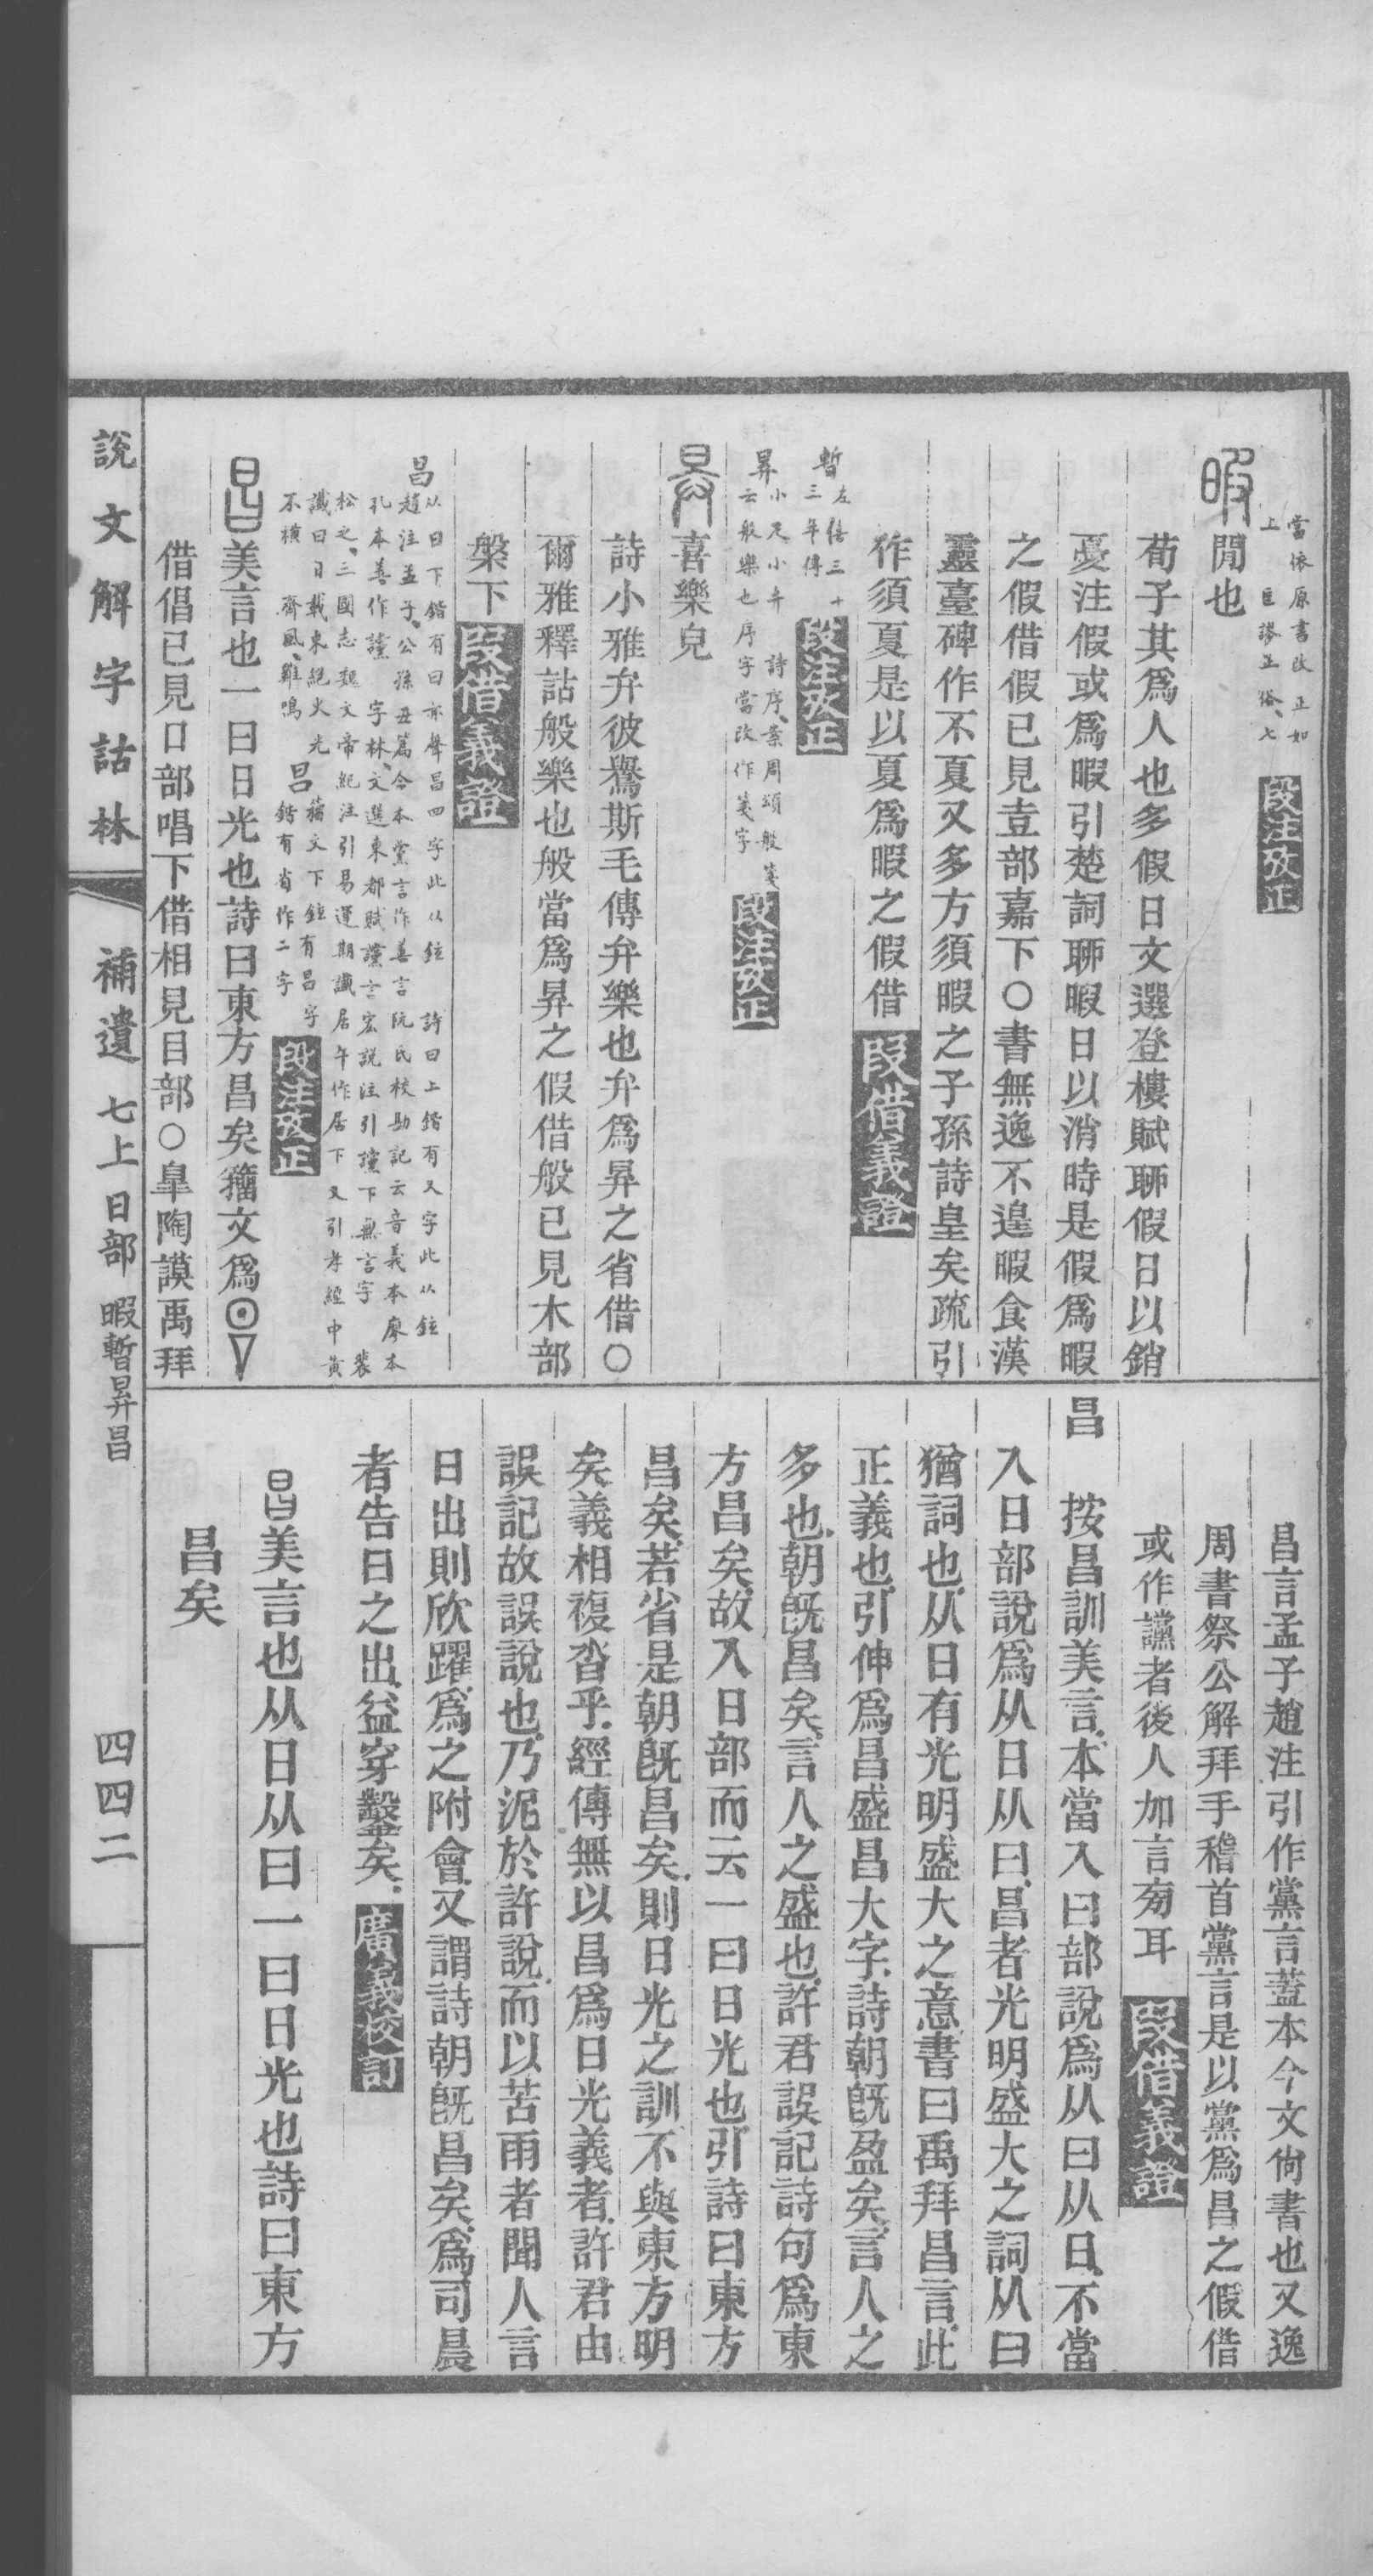 當依原書改正如
上　匡謬正俗、七　段注攷正
暇閒也
荀子其爲人也多假日文選登樓賦聊假日以銷
憂注假或爲暇引楚詞聊暇日以消時是假爲暇
之假借假已見壴部嘉下○書無逸不遑暇食漢
靈臺碑作不夏又多方須暇之子孫詩皇矣疏引
作須夏是以夏爲暇之假借　段借義證
暫
左僖三十
三年傳　段注攷正
昪
小尺小弁　詩序、案周頌般箋
云般樂也序字當改作箋字　段注攷正
昪喜樂皃
詩小雅弁彼鸒斯毛傳弁樂也弁爲昪之省借○
爾雅釋詁般樂也般當爲昪之假借般已見木部
槃下　段借義證
昌
从日下鍇有曰亦聲昌四字此从鉉　詩曰上鍇有又字此从鉉
趙注孟子、公孫丑篇今本黨言作善言阮氏校勘記云音義本廖本
孔本善作讜　字林、文選東都賦讜言宏說注引讜下無言字　裴
松之、三國志魏文帝紀注引易運期讖居午作居下又引孝經中黃
讖曰日載東絕火光　昌籀文下鉉有昌字
不橫　齊風、雞鳴　鍇有省作二字　段注攷正
昌美言也一曰日光也詩曰東方昌矣籀文爲
借倡已見口部唱下借相見目部○皐陶謨禹拜
昌言孟子趙注引作黨言蓋本今文尙書也又逸
周書祭公解拜手稽首黨言是以黨爲昌之假借
或作讜者後人加言旁耳　段借義證
昌　按昌訓美言、本當入曰部說爲从曰从日、不當
入日部說爲从日从曰、昌者光明盛大之詞从曰
猶詞也、从日有光明盛大之意書曰禹拜昌言、此
正義也、引伸爲昌盛昌大字、詩朝旣盈矣、言人之
多也、朝旣昌矣、言人之盛也、許君誤記詩句爲東
方昌矣、故入日部而云一曰日光也引詩曰東方
昌矣、若省是朝旣昌矣、則日光之訓、不與東方明
矣義相複沓乎、經傳無以昌爲日光義者、許君由
誤記故誤說也、乃泥於許說、而以苦雨者聞人言
日出則欣躍、爲之附會、又謂詩朝旣昌矣、爲司晨
者告日之出、益穿鑿矣、　廣義校訂
昌美言也从日从曰一曰日光也詩曰東方
昌矣
說文解字詁林　補遺　七上日部　暇暫昪昌　四四二